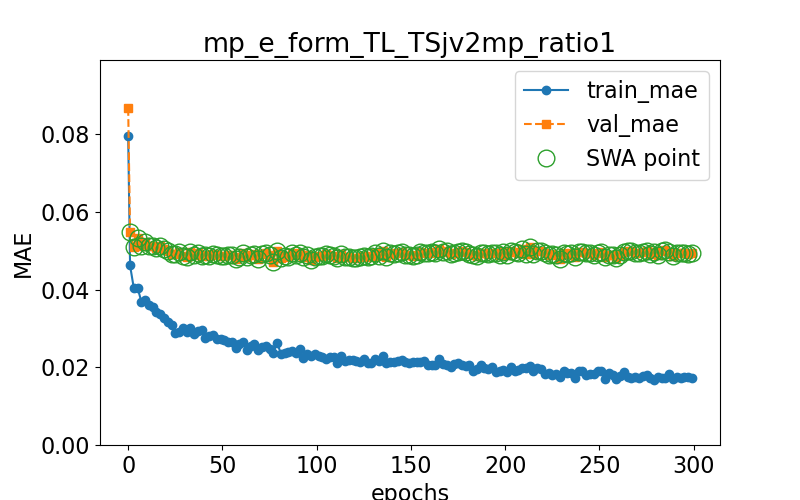 mp_e_form_TL_TSjv2mp_ratio1
train_mae
val_mae
SWA point
MAE
0.08
0.06
0.04
0.02
0.00
0 50 100 150 200 250 300
epochs